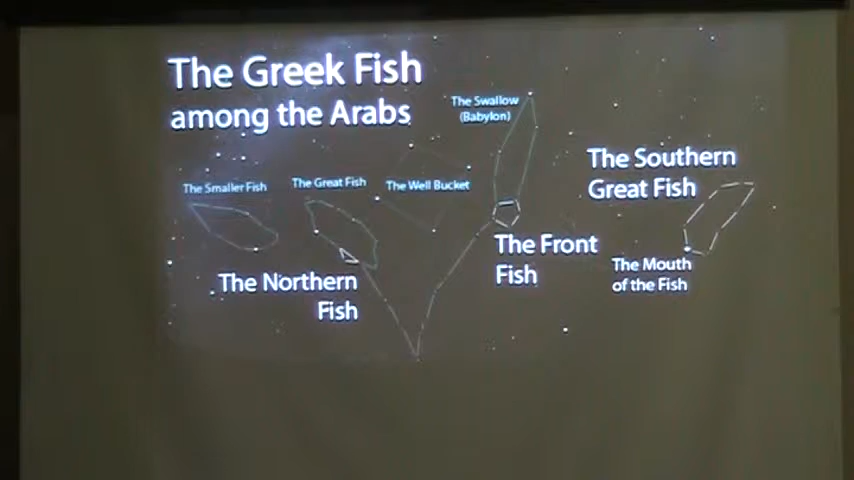 The Greek Fish
among the Arabs
The Swallow
(Babylon)
The Smaller Fish
The Great Fish
The Well Bucket
The Southern
Great Fish
The Front
Fish
The Mouth
of the Fish
The Northern
Fish